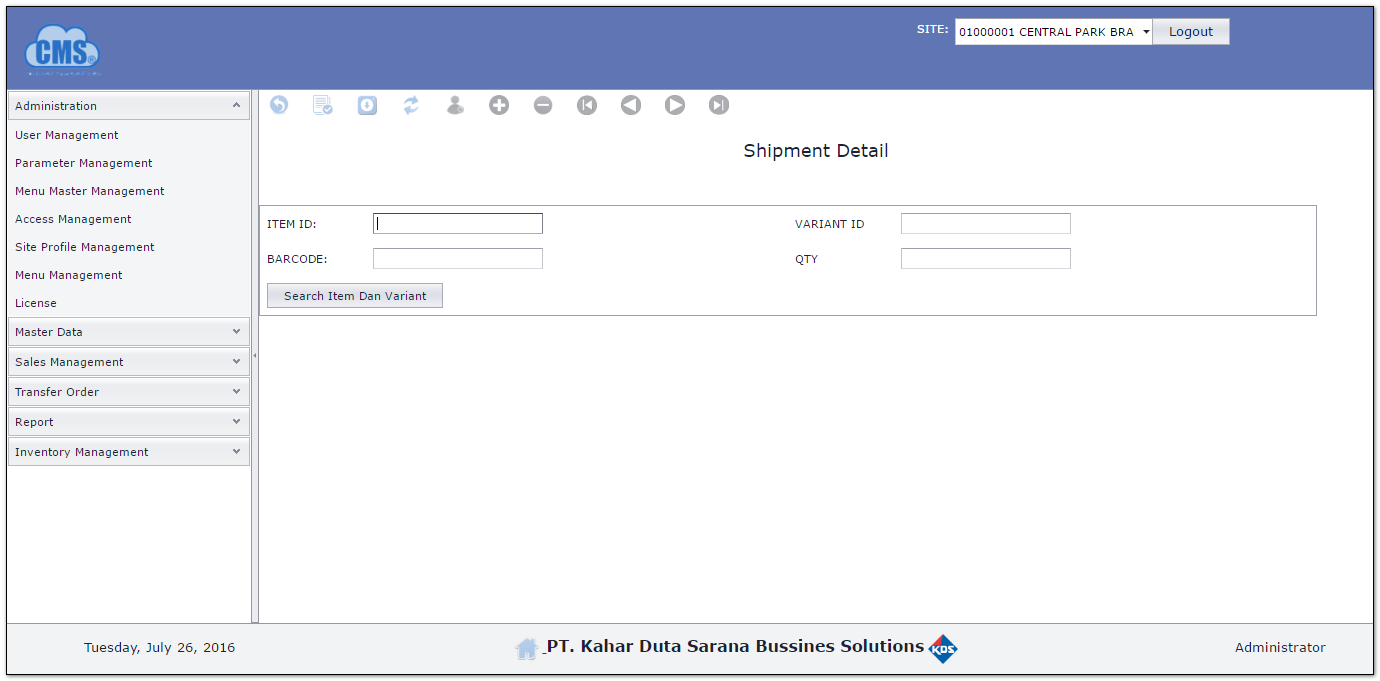 CMS®
SITE: 01000001 CENTRAL PARK BRA Logout
Administration
User Management
Parameter Management
Menu Master Management
Access Management
Site Profile Management
Menu Management
License
Master Data
Sales Management
Transfer Order
Report
Inventory Management
Shipment Detail
ITEM ID: VARIANT ID
BARCODE: QTY
Search Item Dan Variant
Tuesday, July 26, 2016
PT. Kahar Duta Sarana Bussines Solutions KDS
Administrator